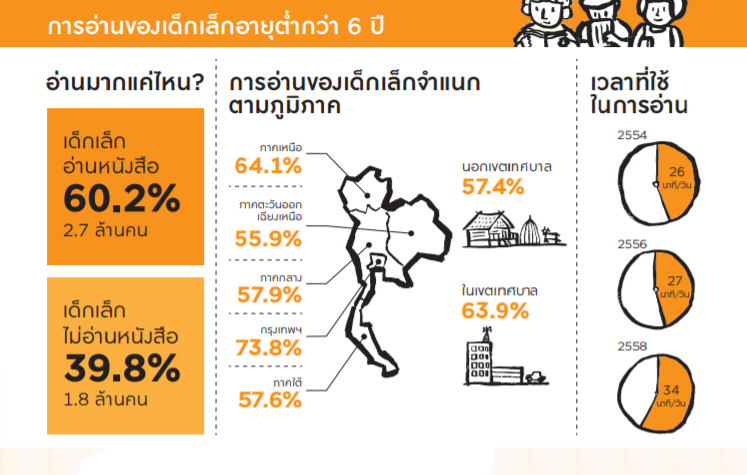 การอ่านของเด็กเล็กอายุต่ำกว่า 6 ปี
อ่านมากแค่ไหน?
เด็กเล็ก
อ่านหนังสือ
60.2%
2.7 ล้านคน
เด็กเล็ก
ไม่อ่านหนังสือ
39.8%
1.8 ล้านคน
การอ่านของเด็กเล็กจำแนก
ตามภูมิภาค
ภาคเหนือ
64.1%
ภาคตะวันออก
เฉียงเหนือ
55.9%
ภาคกลาง
57.9%
กรุงเทพฯ
73.8%
ภาคใต้
57.6%
นอกเขตเทศบาล
57.4%
ในเขตเทศบาล
63.9%
เวลาที่ใช้
ในการอ่าน
2554
26
นาที/วัน
2556
27
นาที/วัน
2558
34
นาที/วัน